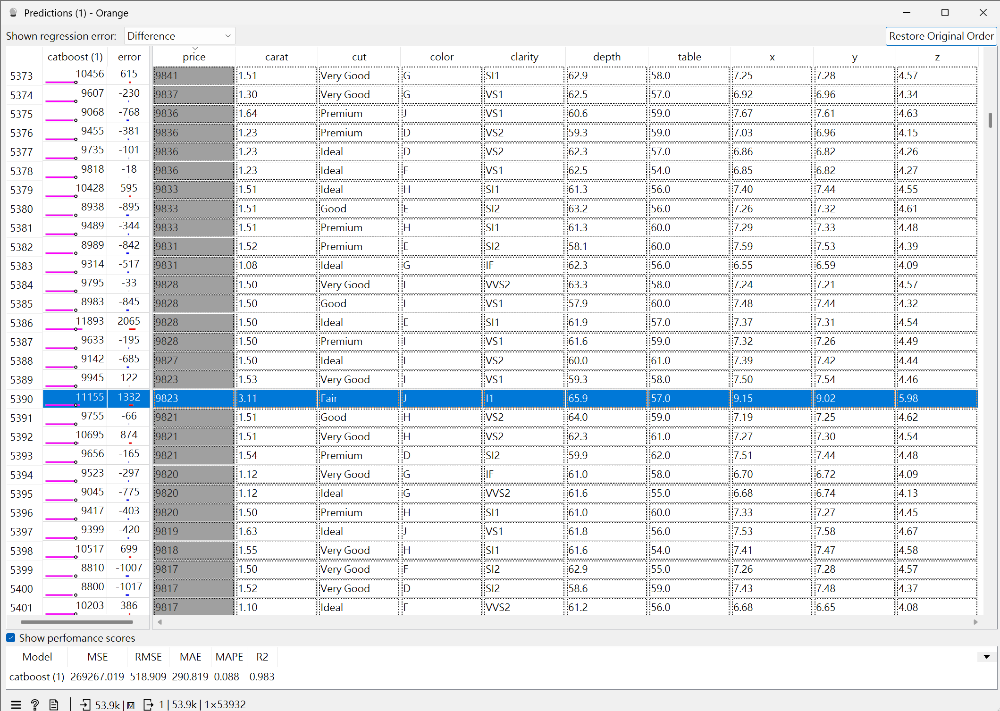 Predictions (1) - Orange
Shown regression error: Difference
Restore Original Order
catboost (1) error price carat cut color clarity depth table x y z
5373 10456 615 9841 1.51 Very Good G SI1 62.9 58.0 7.25 7.28 4.57
5374 9607 -230 9837 1.30 Very Good G VS1 62.5 57.0 6.92 6.96 4.34
5375 9068 -768 9836 1.64 Premium J VS1 60.6 59.0 7.67 7.61 4.63
5376 9455 -381 9836 1.23 Premium D VS2 59.3 59.0 7.03 6.96 4.15
5377 9735 -101 9836 1.23 Ideal D VS2 62.3 57.0 6.86 6.82 4.26
5378 9818 -18 9836 1.23 Ideal F VS1 62.5 54.0 6.85 6.82 4.27
5379 10428 595 9833 1.51 Ideal H SI1 61.3 56.0 7.40 7.44 4.55
5380 8938 -895 9833 1.51 Good E SI2 63.2 56.0 7.26 7.32 4.61
5381 9489 -344 9833 1.51 Premium H SI1 61.3 60.0 7.29 7.33 4.48
5382 8989 -842 9831 1.52 Premium E SI2 58.1 60.0 7.59 7.53 4.39
5383 9314 -517 9831 1.08 Ideal G IF 62.3 56.0 6.55 6.59 4.09
5384 9795 -33 9828 1.50 Very Good I VVS2 63.3 58.0 7.24 7.21 4.57
5385 8983 -845 9828 1.50 Good I VS1 57.9 60.0 7.48 7.44 4.32
5386 11893 2065 9828 1.50 Ideal E SI1 61.9 57.0 7.37 7.31 4.54
5387 9633 -195 9828 1.50 Premium I VS1 61.6 59.0 7.32 7.26 4.49
5388 9142 -685 9827 1.50 Ideal I VS2 60.0 61.0 7.39 7.42 4.44
5389 9945 122 9823 1.53 Very Good I VS1 59.3 58.0 7.50 7.54 4.46
5390 11155 1332 9823 3.11 Fair J I1 65.9 57.0 9.15 9.02 5.98
5391 9755 -66 9821 1.51 Good H VS2 64.0 59.0 7.19 7.25 4.62
5392 10695 874 9821 1.51 Very Good H VS2 62.3 61.0 7.27 7.30 4.54
5393 9656 -165 9821 1.54 Premium D SI2 59.9 62.0 7.51 7.44 4.48
5394 9523 -297 9820 1.12 Very Good G IF 61.0 58.0 6.70 6.72 4.09
5395 9045 -775 9820 1.12 Ideal G VVS2 61.6 55.0 6.68 6.74 4.13
5396 9417 -403 9820 1.50 Premium H SI1 61.0 60.0 7.33 7.27 4.45
5397 9399 -420 9819 1.63 Ideal J VS1 61.8 56.0 7.53 7.58 4.67
5398 10517 699 9818 1.55 Very Good H SI1 61.6 54.0 7.41 7.47 4.58
5399 8810 -1007 9817 1.50 Very Good F SI2 62.9 55.0 7.26 7.28 4.57
5400 8800 -1017 9817 1.52 Very Good D SI2 58.6 59.0 7.43 7.48 4.37
5401 10203 386 9817 1.10 Ideal F VVS2 61.2 56.0 6.68 6.65 4.08
Show perfomance scores
Model MSE RMSE MAE MAPE R2
catboost (1) 269267.019 518.909 290.819 0.088 0.983
? 53.9k | M 1 | 53.9k | 1×53932